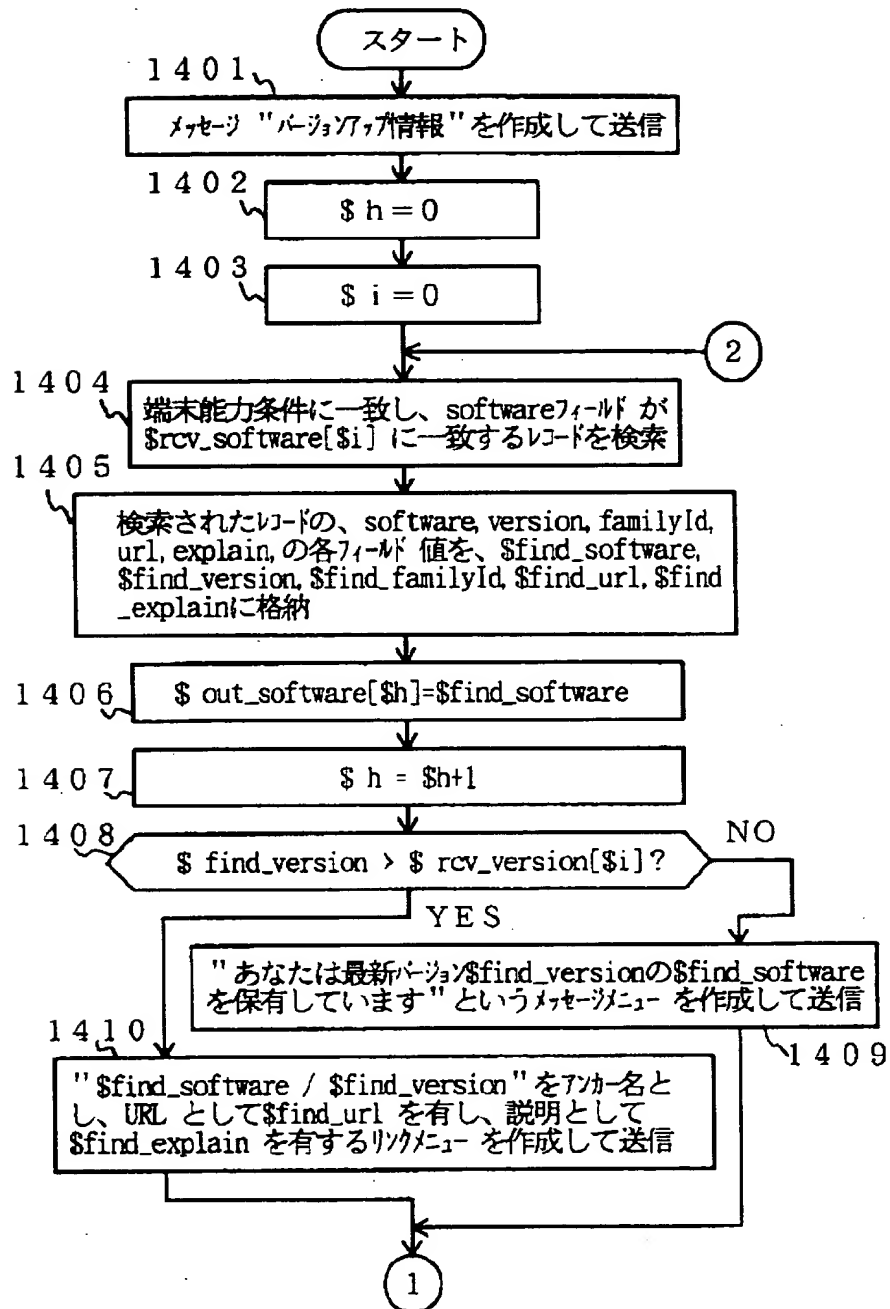 スタート
1401
メッセージ "バージョンアップ情報"を作成して送信
1402
$ h=0
1403
$ i=0
2
1404
端末能力条件に一致し、softwareフィールド が
$rcv_software[$i] に一致するレコードを検索
1405
検索されたレコードの、software, version, familyId,
url, explain, の各フィールド 値を、$find_software,
$find_version, $find_familyId, $find_url, $find
_explainに格納
1406
$ out_software[$h]=$find_software
1407
$ h = $h+1
1408
$ find_version > $ rcv_version[$i]?
NO
YES
"あなたは最新バージョン$find_versionの$find_software
を保有しています"というメッセージメニュー を作成して送信
1409
1410
"$find_software / $find_version"をアンカー名と
し、URL として$find_url を有し、説明として
$find_explain を有するリンクメニュー を作成して送信
1